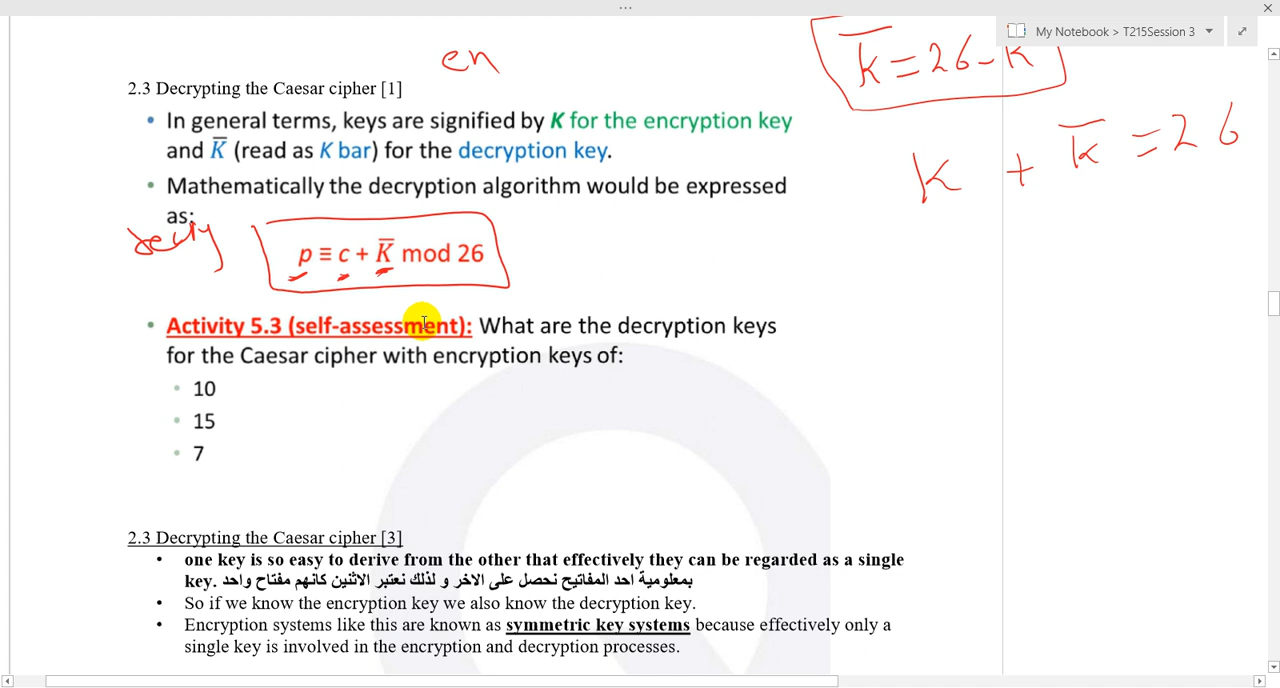 My Notebook > T215Session 3
en
K̅ = 26 - K
2.3 Decrypting the Caesar cipher [1]
• In general terms, keys are signified by K for the encryption key
and K̅ (read as K bar) for the decryption key.
K + K̅ = 26
• Mathematically the decryption algorithm would be expressed
as:
p ≡ c + K̅ mod 26
• Activity 5.3 (self-assessment): What are the decryption keys
for the Caesar cipher with encryption keys of:
• 10
• 15
• 7
2.3 Decrypting the Caesar cipher [3]
• one key is so easy to derive from the other that effectively they can be regarded as a single
key. بمعلومية احد المفاتيح نحصل على الاخر و لذلك نعتبر الاثنين كانهم مفتاح واحد
• So if we know the encryption key we also know the decryption key.
• Encryption systems like this are known as symmetric key systems because effectively only a
single key is involved in the encryption and decryption processes.